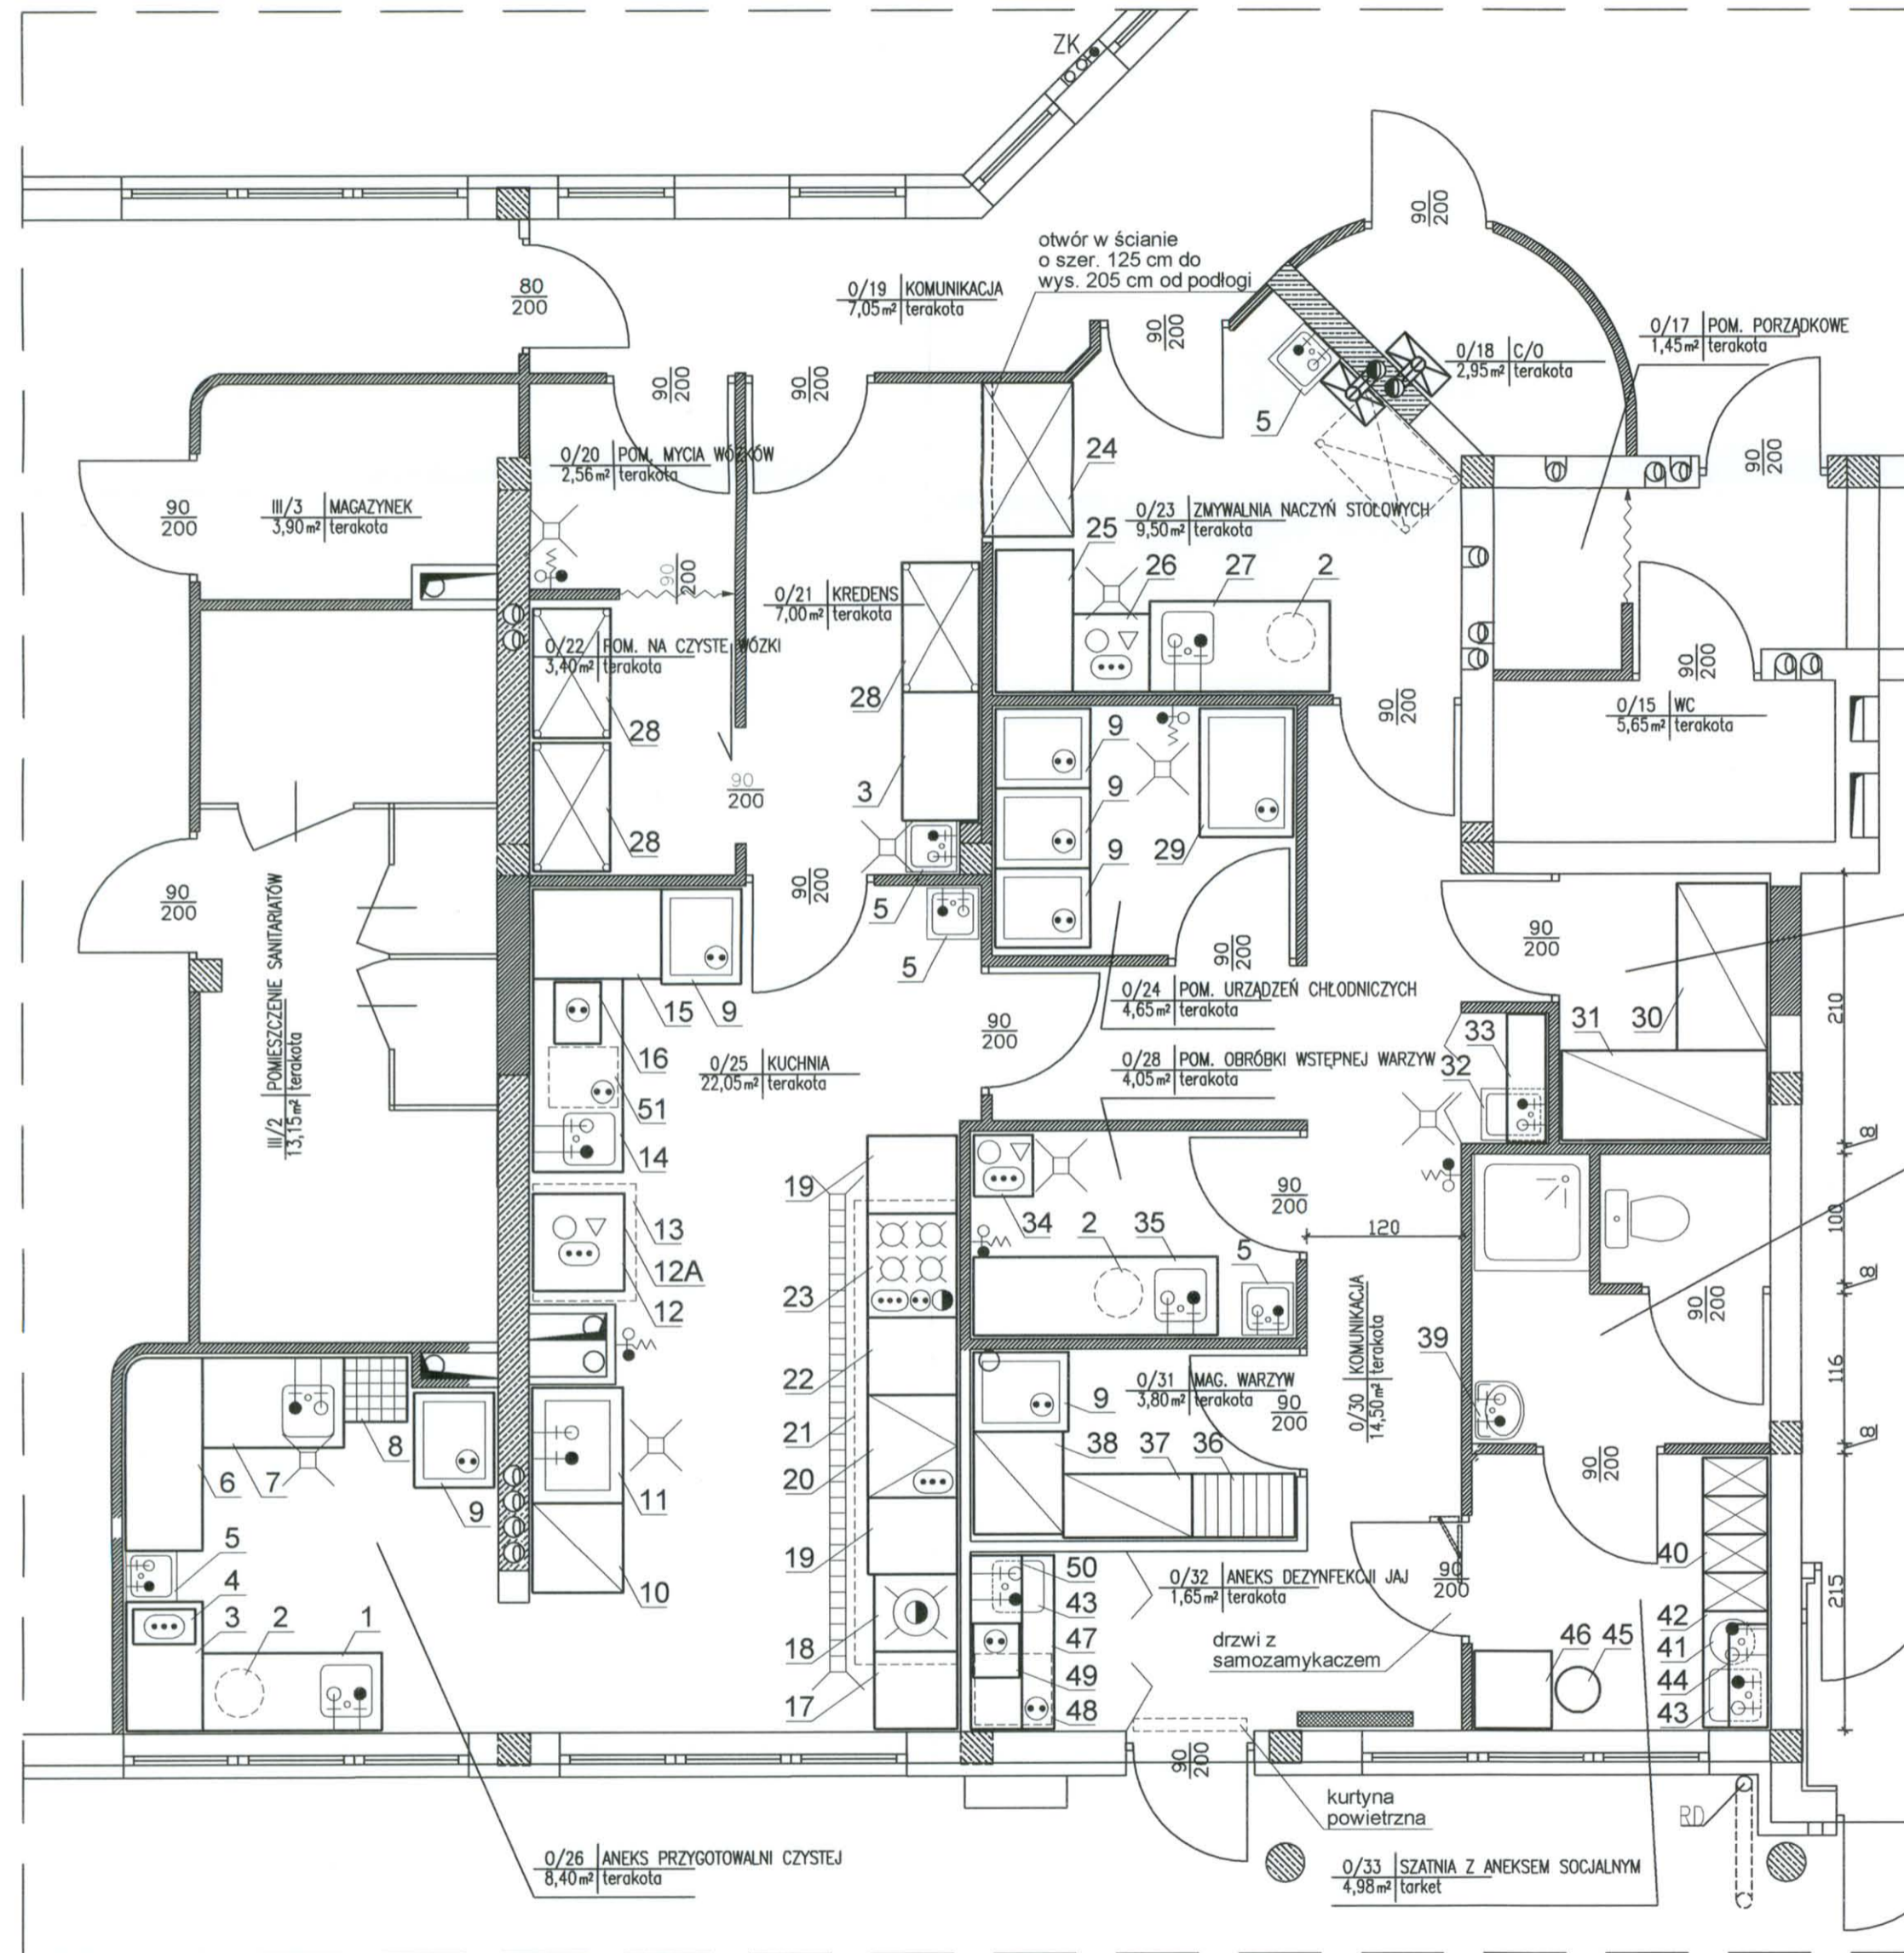 ZK
90
200
otwór w ścianie
o szer. 125 cm do
wys. 205 cm od podłogi
80
200
0/19 KOMUNIKACJA
7,05m² terakota
90
200
0/17 POM. PORZĄDKOWE
1,45m² terakota
0/18 C/O
2,95m² terakota
90
200
90
200
5
24
90
200
0/20 POM. MYCIA WÓZKÓW
2,56m² terakota
III/3 MAGAZYNEK
3,90m² terakota
90
200
0/23 ZMYWALNIA NACZYŃ STOŁOWYCH
9,50m² terakota
25
26
27
2
90
200
0/21 KREDENS
7,00m² terakota
0/22 POM. NA CZYSTE WÓZKI
3,40m² terakota
28
28
90
200
90
200
0/15 WC
5,65m² terakota
9
90
200
3
9
28
9
29
90
200
90
200
5
5
90
200
90
200
210
0/24 POM. URZĄDZEŃ CHŁODNICZYCH
4,65m² terakota
15
9
16
90
200
33
31
30
0/25 KUCHNIA
22,05m² terakota
0/28 POM. OBRÓBKI WSTĘPNEJ WARZYW
4,05m² terakota
32
51
14
III/2 POMIESZCZENIE SANITARIATÓW
13,15m² terakota
8
19
90
200
13
34
2
35
5
120
100
12A
12
23
8
90
200
0/30 KOMUNIKACJA
14,50m² terakota
39
22
9
0/31 MAG. WARZYW
3,80m² terakota
90
200
116
21
8
6
7
9
11
20
38
37
36
90
200
8
5
4
3
2
1
10
19
50
43
0/32 ANEKS DEZYNFEKCJI JAJ
1,65m² terakota
90
200
40
215
18
47
drzwi z
samozamykaczem
46
45
42
41
49
44
17
48
43
90
200
kurtyna
powietrzna
RD
0/26 ANEKS PRZYGOTOWALNI CZYSTEJ
8,40m² terakota
0/33 SZATNIA Z ANEKSEM SOCJALNYM
4,98m² tarket